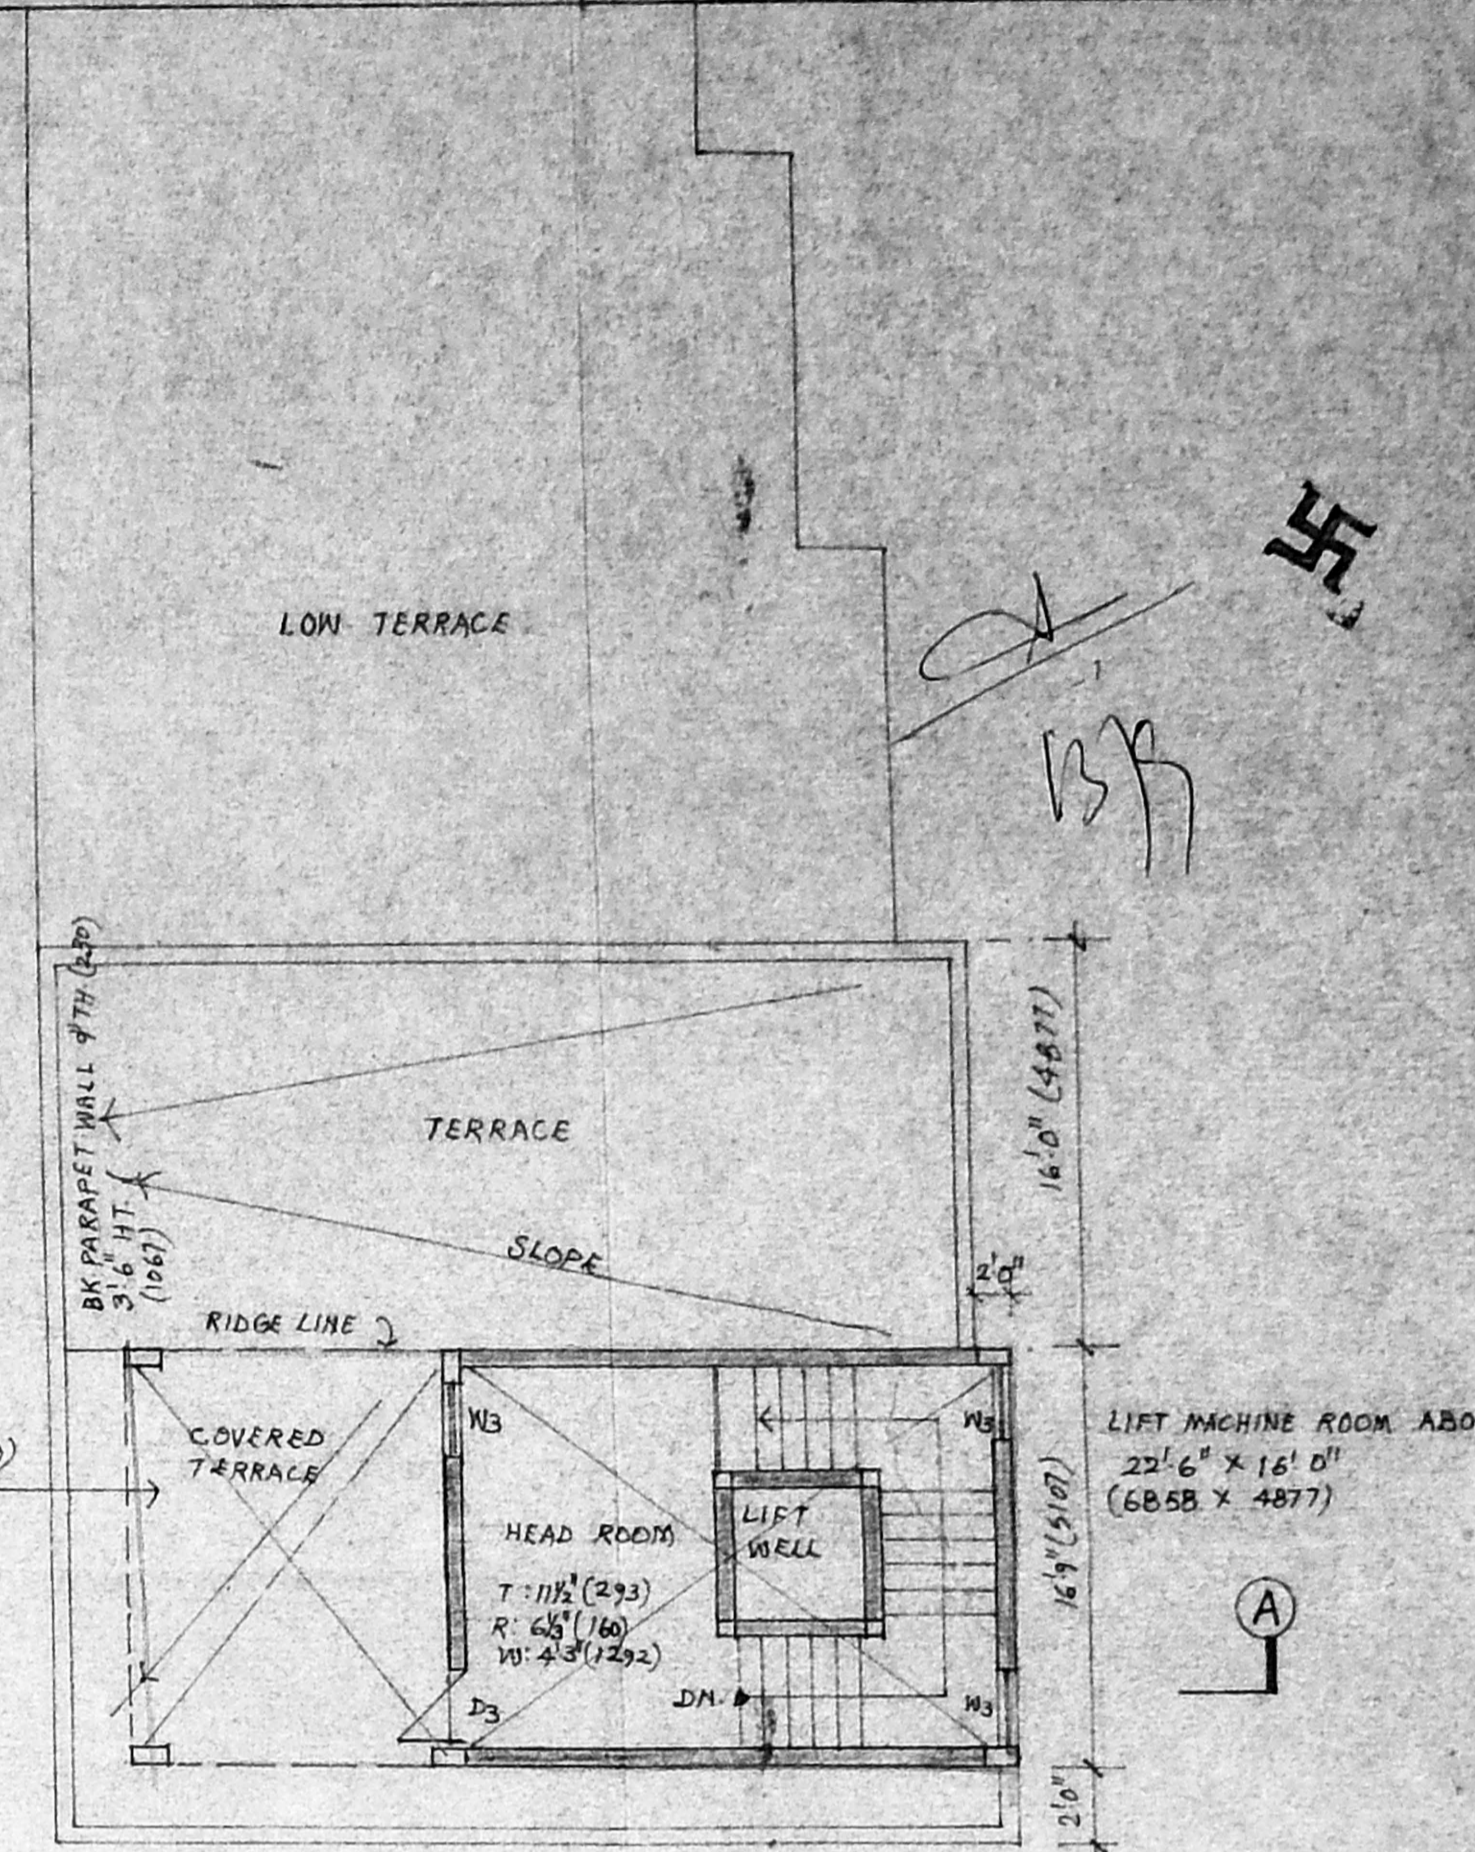 LOW TERRACE
BK PARAPET WALL 9" TH. (230)
3'.6" HT.
(1067)
TERRACE
16'.0" (4877)
SLOPE
2'.0"
RIDGE LINE
COVERED
TERRACE
W3
W3
LIFT MACHINE ROOM ABO
22'.6" X 16'.0"
(6858 X 4877)
16'.9" (5107)
LIFT
WELL
HEAD ROOM
T: 11½" (293)
R: 6⅓" (160)
W: 4'.3" (1292)
A
D3
DN.
W3
2'.0"